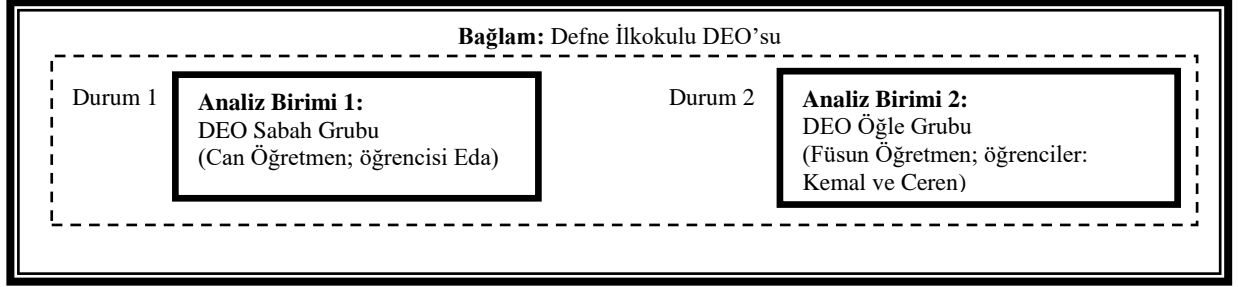 Bağlam: Defne İlkokulu DEO’su
Durum 1
Analiz Birimi 1:
DEO Sabah Grubu
(Can Öğretmen; öğrencisi Eda)
Durum 2
Analiz Birimi 2:
DEO Öğle Grubu
(Füsun Öğretmen; öğrenciler:
Kemal ve Ceren)